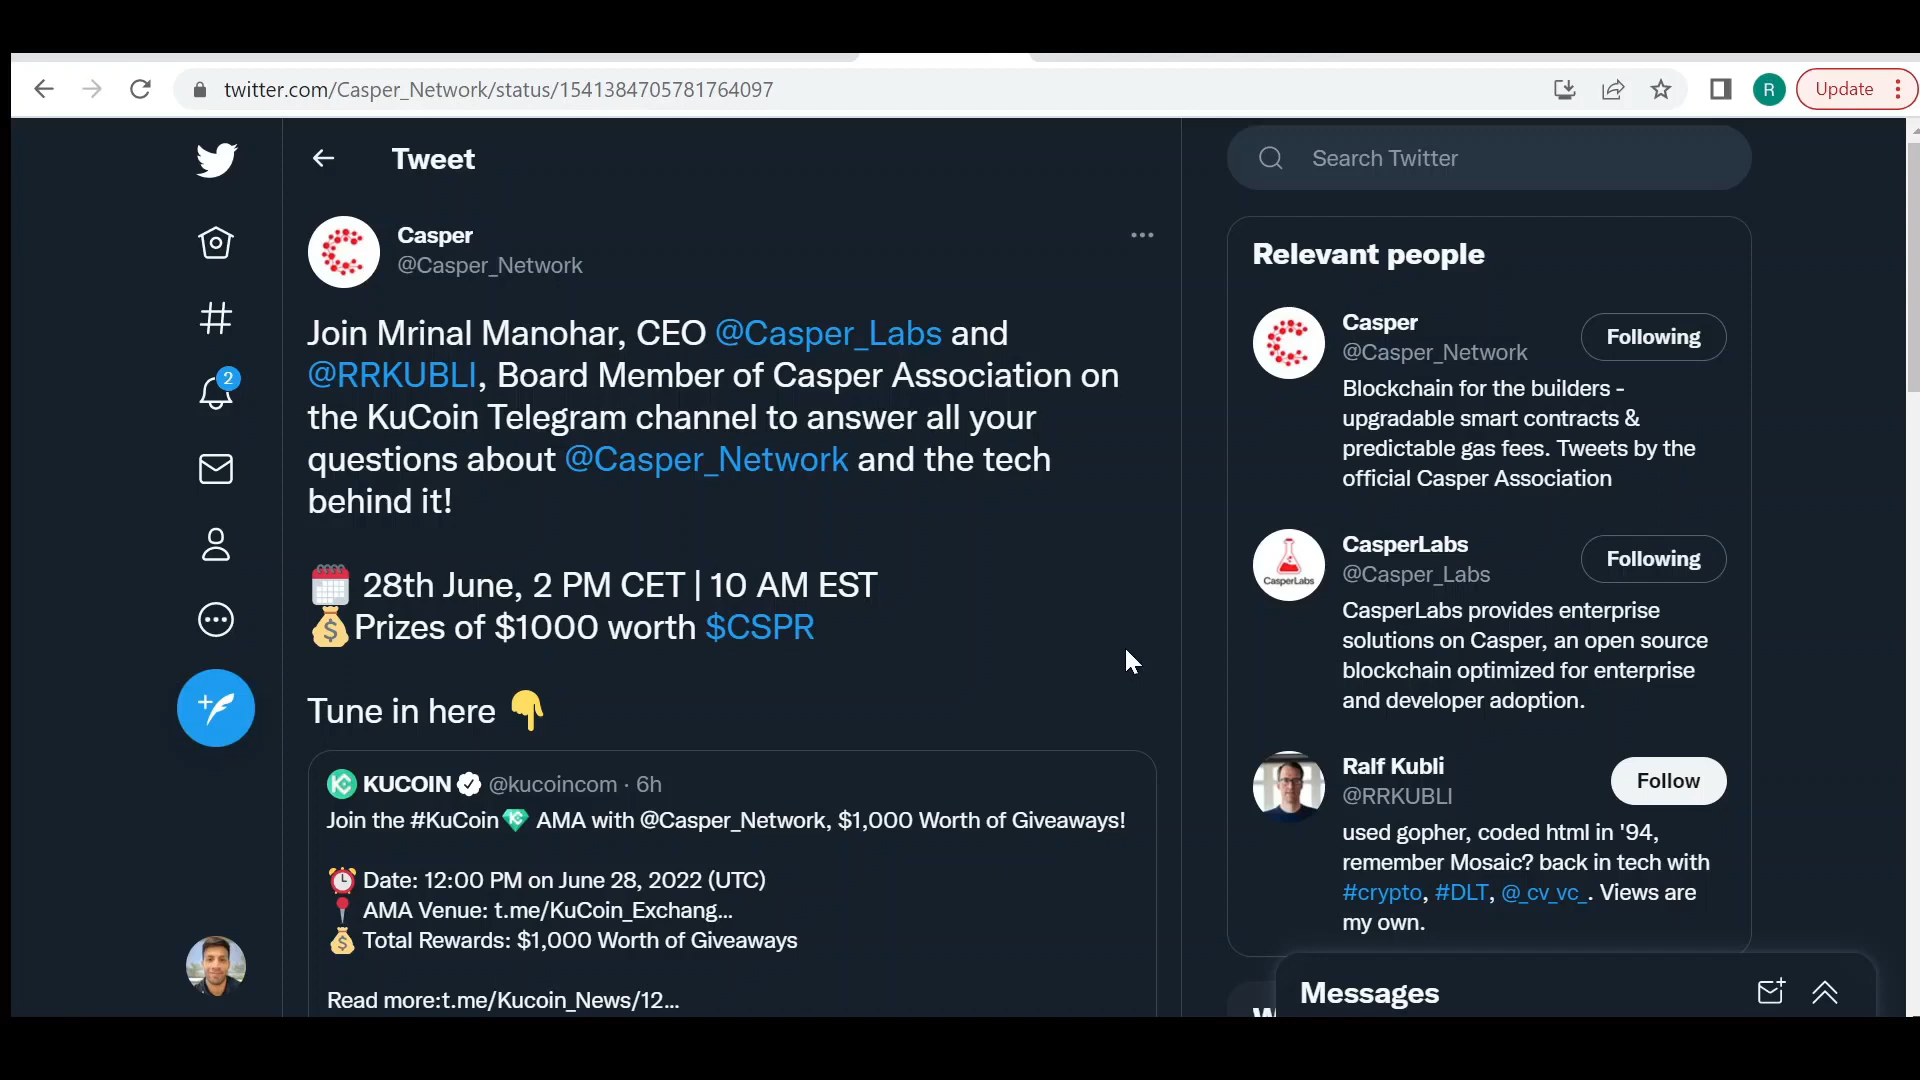 twitter.com/Casper_Network/status/1541384705781764097
R
Update
Tweet
Search Twitter
Casper
@Casper_Network
Join Mrinal Manohar, CEO @Casper_Labs and
@RRKUBLI, Board Member of Casper Association on
the KuCoin Telegram channel to answer all your
questions about @Casper_Network and the tech
behind it!
28th June, 2 PM CET | 10 AM EST
Prizes of $1000 worth $CSPR
Tune in here
KUCOIN @kucoincom · 6h
Join the #KuCoin AMA with @Casper_Network, $1,000 Worth of Giveaways!
Date: 12:00 PM on June 28, 2022 (UTC)
AMA Venue: t.me/KuCoin_Exchang...
Total Rewards: $1,000 Worth of Giveaways
Read more:t.me/Kucoin_News/12...
2
Relevant people
Casper
@Casper_Network
Following
Blockchain for the builders -
upgradable smart contracts &
predictable gas fees. Tweets by the
official Casper Association
CasperLabs
CasperLabs
@Casper_Labs
Following
CasperLabs provides enterprise
solutions on Casper, an open source
blockchain optimized for enterprise
and developer adoption.
Ralf Kubli
@RRKUBLI
Follow
used gopher, coded html in '94,
remember Mosaic? back in tech with
#crypto, #DLT, @_cv_vc_. Views are
my own.
Messages